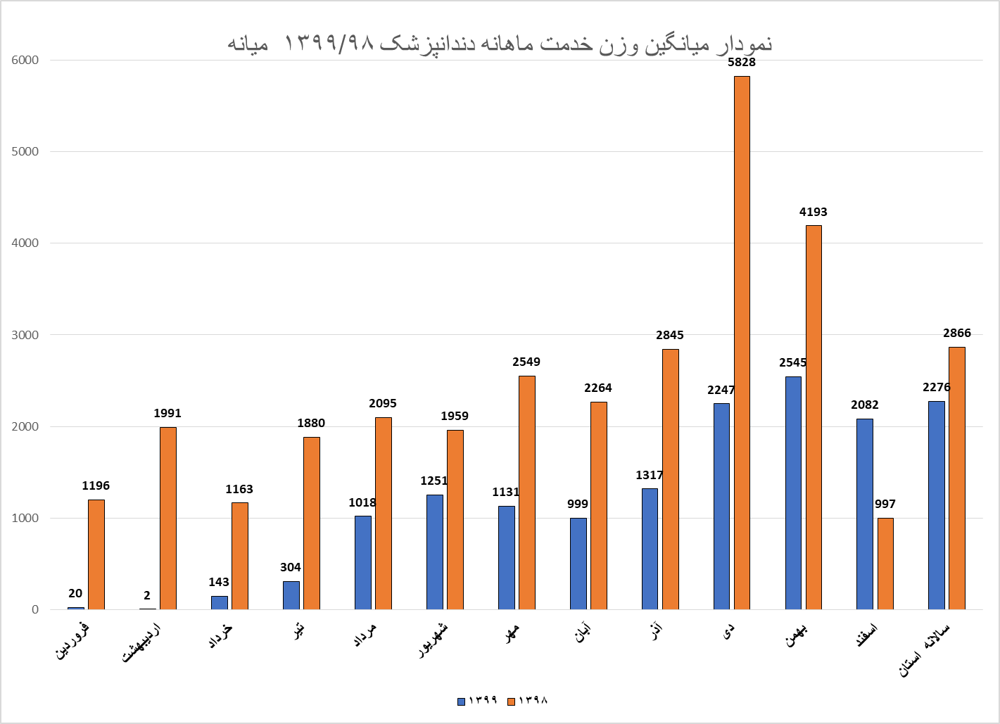 نمودار میانگین وزن خدمت ماهانه دندانپزشک ۱۳۹۹/۹۸ میانه
6000
5000
4000
3000
2000
1000
0
20 1196
2 1991
143 1163
304 1880
1018 2095
1251 1959
1131 2549
999 2264
1317 2845
2247 5828
2545 4193
2082 997
2276 2866
فروردین
اردیبهشت
خرداد
تیر
مرداد
شهریور
مهر
آبان
آذر
دی
بهمن
اسفند
سالانه استان
۱۳۹۹ ۱۳۹۸